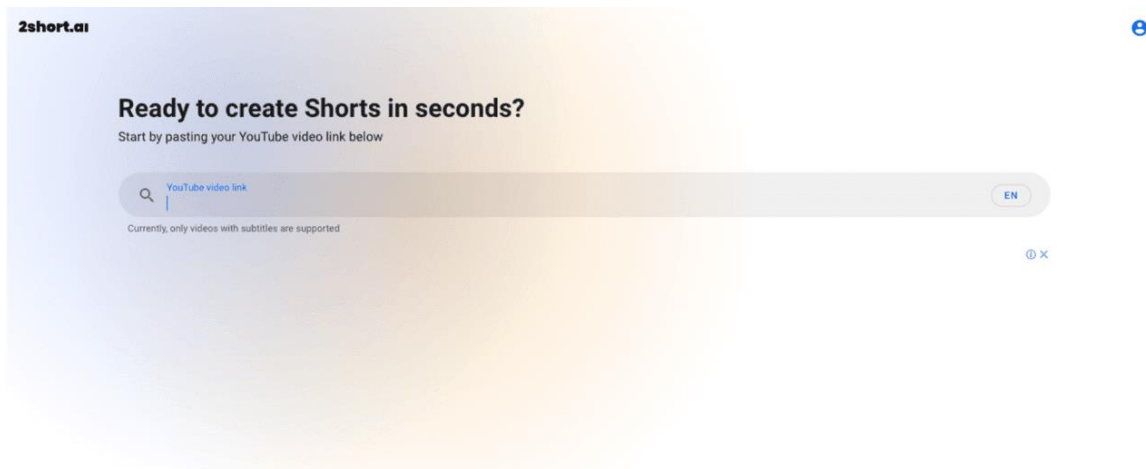 2short.ai
Ready to create Shorts in seconds?
Start by pasting your YouTube video link below
YouTube video link
EN
Currently, only videos with subtitles are supported